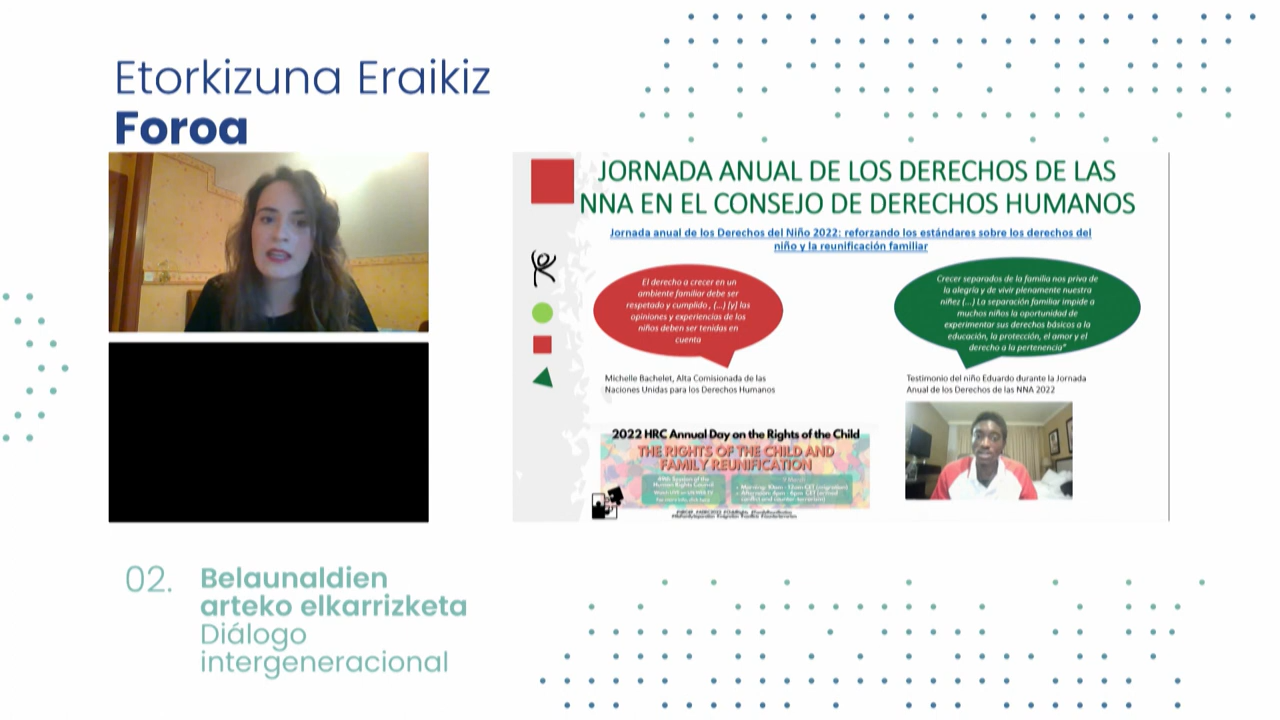 Etorkizuna Eraikiz
Foroa
JORNADA ANUAL DE LOS DERECHOS DE LAS
NNA EN EL CONSEJO DE DERECHOS HUMANOS
Jornada anual de los Derechos del Niño 2022: reforzando los estándares sobre los derechos del
niño y la reunificación familiar
El derecho a crecer en un
ambiente familiar debe ser
respetado y cumplido , (...) [y] las
opiniones y experiencias de los
niños deben ser tenidas en
cuenta
Michelle Bachelet, Alta Comisionada de las
Naciones Unidas para los Derechos Humanos
Crecer separados de la familia nos priva de
la alegría y de vivir plenamente nuestra
niñez (...) La separación familiar impide a
muchos niños la oportunidad de
experimentar sus derechos básicos a la
educación, la protección, el amor y el
derecho a la pertenencia"
Testimonio del niño Eduardo durante la Jornada
Anual de los Derechos de las NNA 2022
2022 HRC Annual Day on the Rights of the Child
THE RIGHTS OF THE CHILD AND
FAMILY REUNIFICATION
49th Session of the
Human Rights Council
02.
Belaunaldien
arteko elkarrizketa
Diálogo
intergeneracional